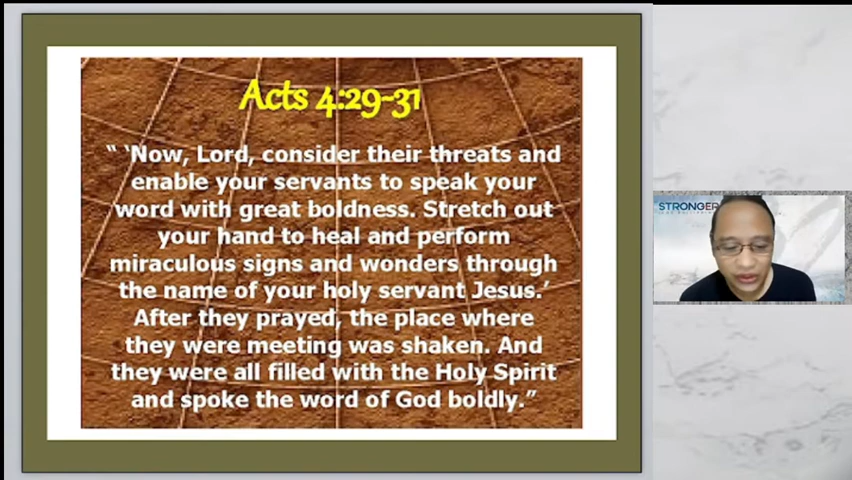 Acts 4:29-31
“ ‘Now, Lord, consider their threats and
enable your servants to speak your
word with great boldness. Stretch out
your hand to heal and perform
miraculous signs and wonders through
the name of your holy servant Jesus.’
After they prayed, the place where
they were meeting was shaken. And
they were all filled with the Holy Spirit
and spoke the word of God boldly.”
STRONGER